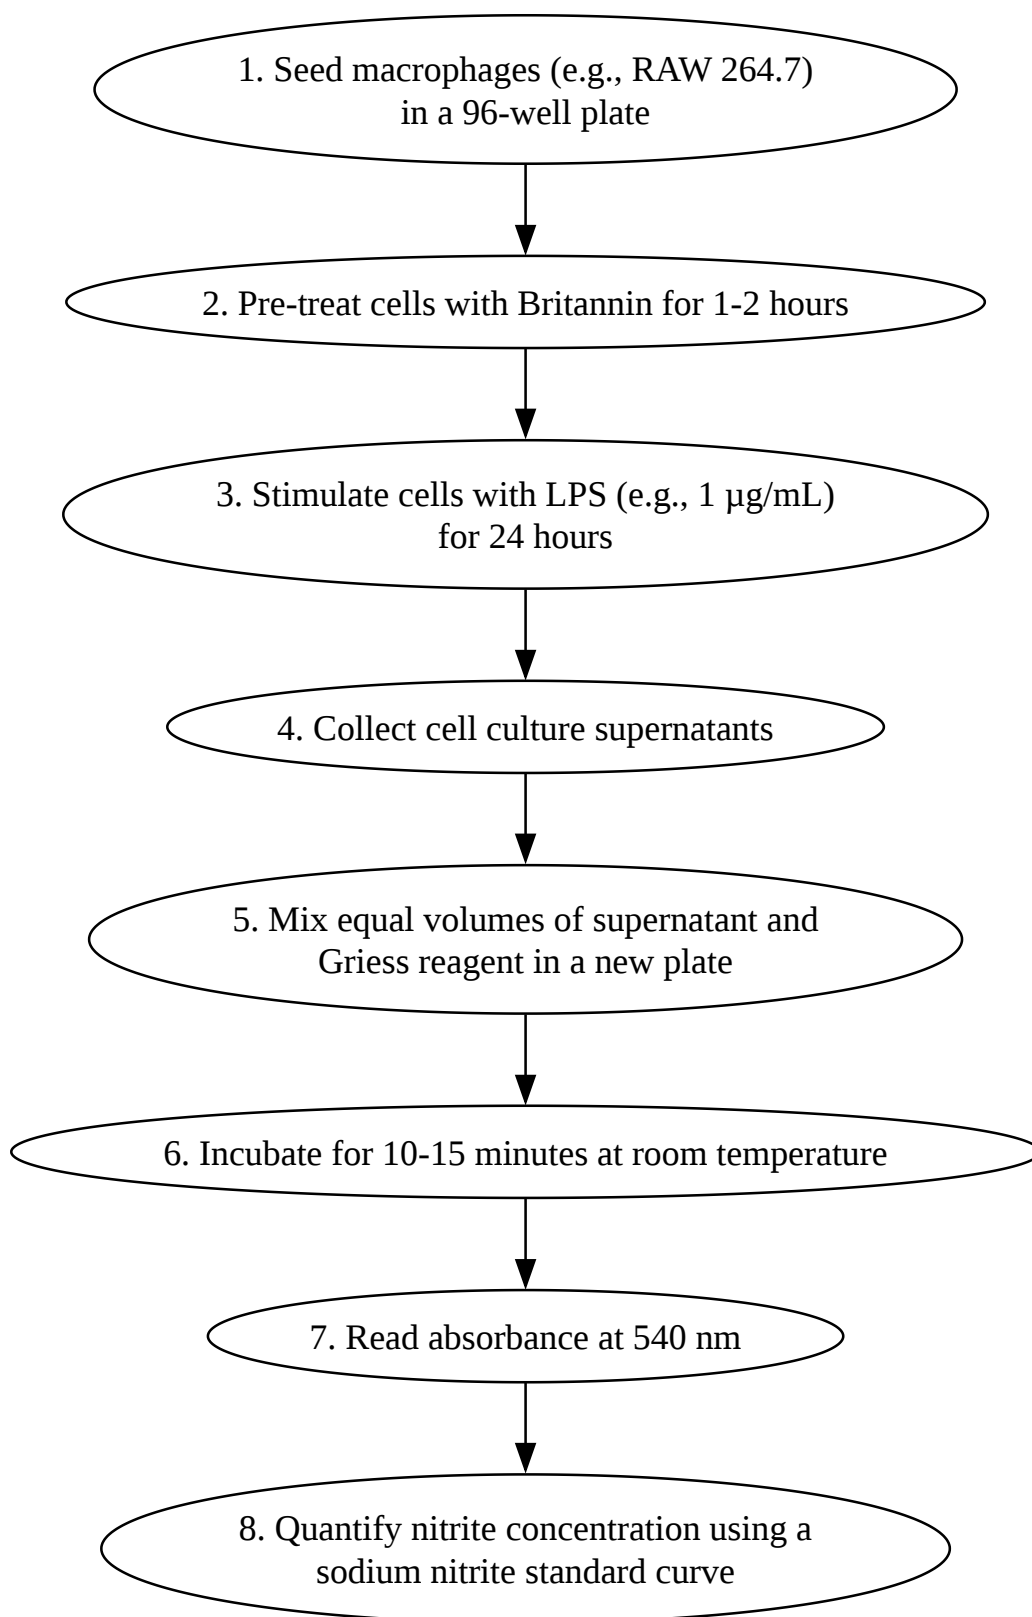 1. Seed macrophages (e.g., RAW 264.7)
in a 96-well plate
2. Pre-treat cells with Britannin for 1-2 hours
3. Stimulate cells with LPS (e.g., 1 µg/mL)
for 24 hours
4. Collect cell culture supernatants
5. Mix equal volumes of supernatant and
Griess reagent in a new plate
6. Incubate for 10-15 minutes at room temperature
7. Read absorbance at 540 nm
8. Quantify nitrite concentration using a
sodium nitrite standard curve